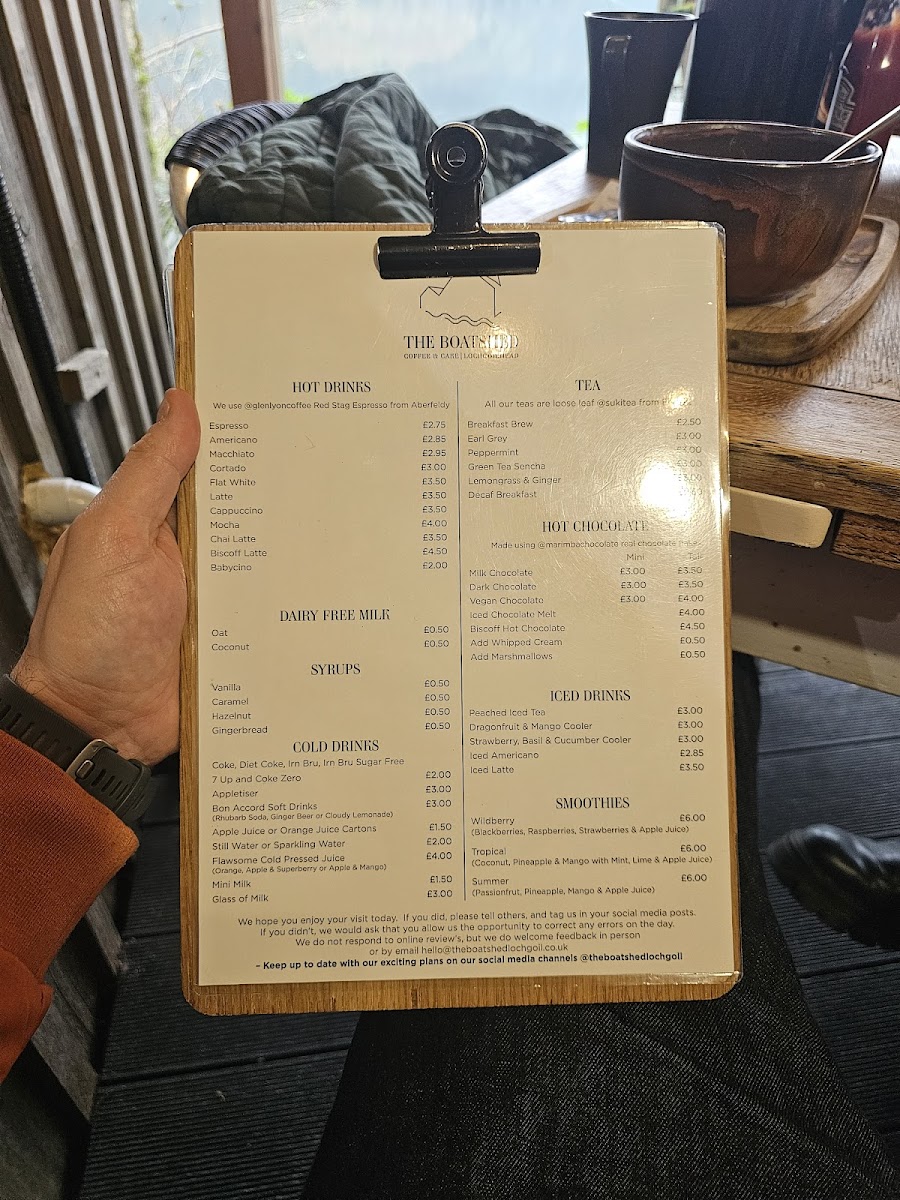 THE BOATSHED
COFFEE & CAKE | LOCHGOILHEAD
HOT DRINKS
We use @glenlyoncoffee Red Stag Espresso from Aberfeldy
Espresso £2.75
Americano £2.85
Macchiato £2.95
Cortado £3.00
Flat White £3.50
Latte £3.50
Cappuccino £3.50
Mocha £4.00
Chai Latte £3.50
Biscoff Latte £4.50
Babycino £2.00
DAIRY FREE MILK
Oat £0.50
Coconut £0.50
SYRUPS
Vanilla £0.50
Caramel £0.50
Hazelnut £0.50
Gingerbread £0.50
COLD DRINKS
Coke, Diet Coke, Irn Bru, Irn Bru Sugar Free
7 Up and Coke Zero £2.00
Appletiser £3.00
Bon Accord Soft Drinks £3.00
(Rhubarb Soda, Ginger Beer or Cloudy Lemonade)
Apple Juice or Orange Juice Cartons £1.50
Still Water or Sparkling Water £2.00
Flawsome Cold Pressed Juice £4.00
(Orange, Apple & Superberry or Apple & Mango)
Mini Milk £1.50
Glass of Milk £3.00
TEA
All our teas are loose leaf @sukitea from
Breakfast Brew £2.50
Earl Grey £3.00
Peppermint £3.00
Green Tea Sencha £3.00
Lemongrass & Ginger £3.00
Decaf Breakfast
HOT CHOCOLATE
Made using @marimbachocolate real chocolate
Mini Tall
Milk Chocolate £3.00 £3.50
Dark Chocolate £3.00 £3.50
Vegan Chocolate £3.00 £4.00
Iced Chocolate Melt £4.00
Biscoff Hot Chocolate £4.50
Add Whipped Cream £0.50
Add Marshmallows £0.50
ICED DRINKS
Peached Iced Tea £3.00
Dragonfruit & Mango Cooler £3.00
Strawberry, Basil & Cucumber Cooler £3.00
Iced Americano £2.85
Iced Latte £3.50
SMOOTHIES
Wildberry £6.00
(Blackberries, Raspberries, Strawberries & Apple Juice)
Tropical £6.00
(Coconut, Pineapple & Mango with Mint, Lime & Apple Juice)
Summer £6.00
(Passionfruit, Pineapple, Mango & Apple Juice)
We hope you enjoy your visit today. If you did, please tell others, and tag us in your social media posts.
If you didn't, we would ask that you allow us the opportunity to correct any errors on the day.
We do not respond to online review's, but we do welcome feedback in person
or by email hello@theboatshedlochgoil.co.uk
– Keep up to date with our exciting plans on our social media channels @theboatshedlochgoil